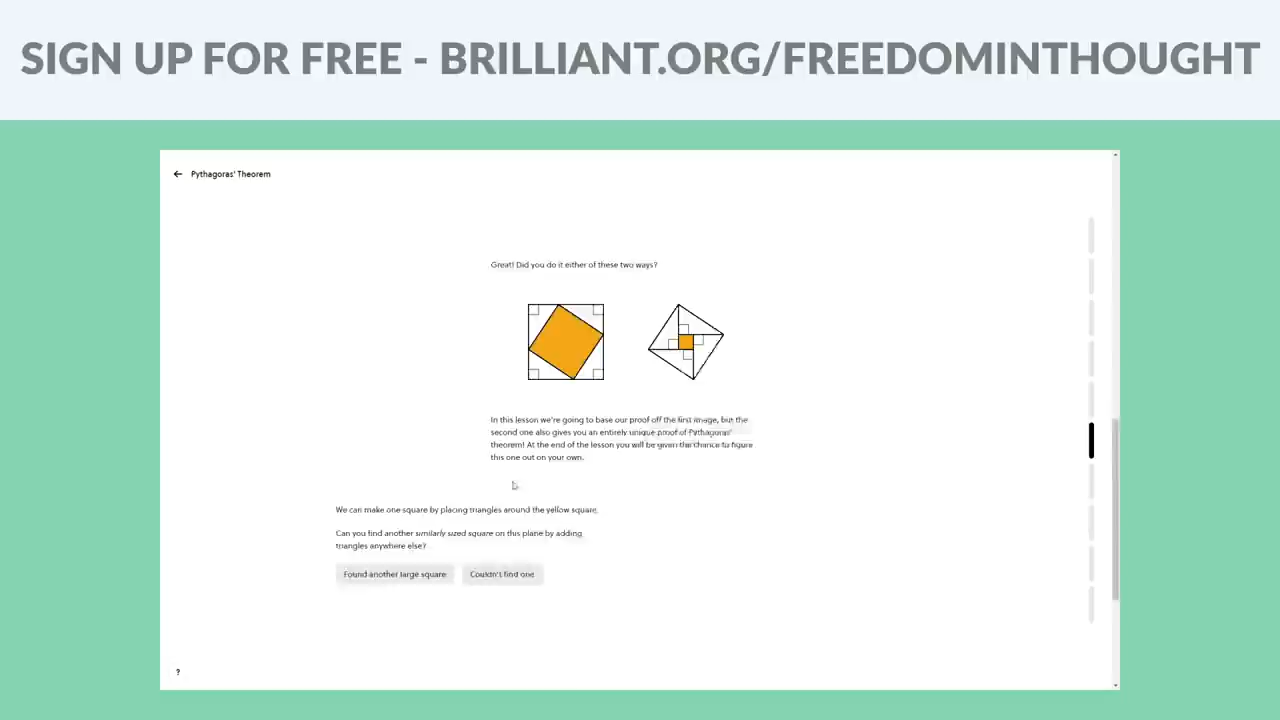 SIGN UP FOR FREE - BRILLIANT.ORG/FREEDOMINTHOUGHT
Pythagoras' Theorem
Great! Did you do it either of these two ways?
In this lesson we're going to base our proof off the first image, but the
second one also gives you an entirely unique proof of Pythagoras'
theorem! At the end of the lesson you will be given the chance to figure
this one out on your own.
We can make one square by placing triangles around the yellow square.
Can you find another similarly sized square on this plane by adding
triangles anywhere else?
Found another large square
Couldn't find one
?